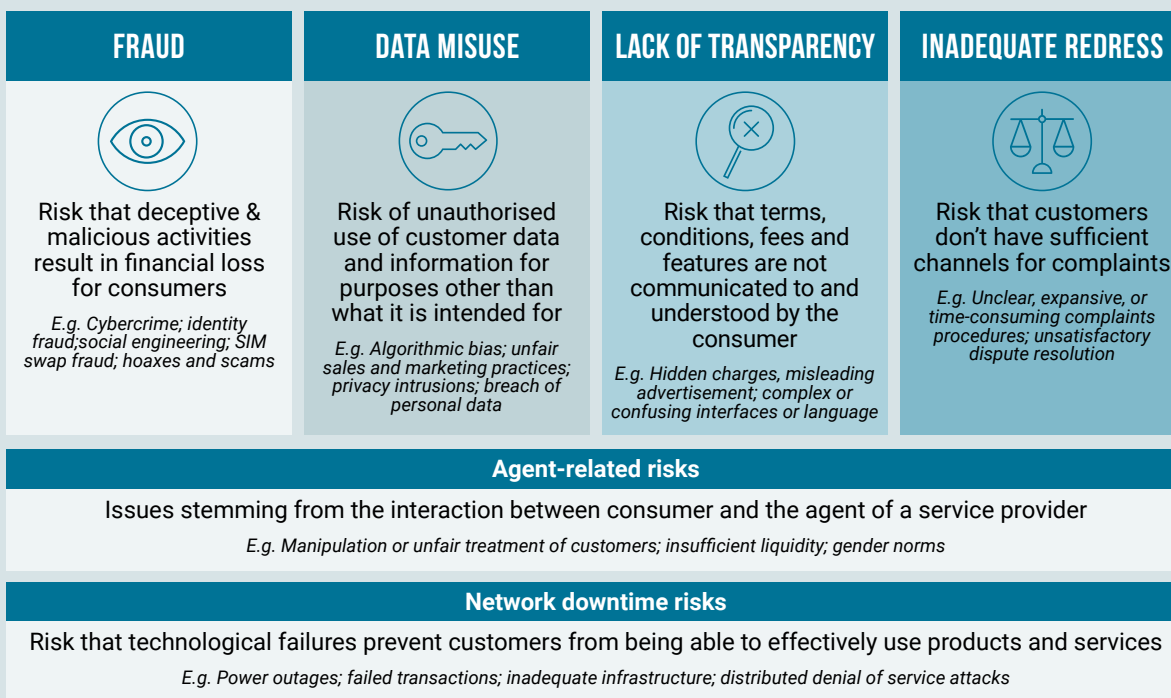 FRAUD
Risk that deceptive &
malicious activities
result in financial loss
for consumers
E.g. Cybercrime; identity
fraud;social engineering; SIM
swap fraud; hoaxes and scams
DATA MISUSE
Risk of unauthorised
use of customer data
and information for
purposes other than
what it is intended for
E.g. Algorithmic bias; unfair
sales and marketing practices;
privacy intrusions; breach of
personal data
LACK OF TRANSPARENCY
Risk that terms,
conditions, fees and
features are not
communicated to and
understood by the
consumer
E.g. Hidden charges, misleading
advertisement; complex or
confusing interfaces or language
INADEQUATE REDRESS
Risk that customers
don't have sufficient
channels for complaints
E.g. Unclear, expansive, or
time-consuming complaints
procedures; unsatisfactory
dispute resolution
Agent-related risks
Issues stemming from the interaction between consumer and the agent of a service provider
E.g. Manipulation or unfair treatment of customers; insufficient liquidity; gender norms
Network downtime risks
Risk that technological failures prevent customers from being able to effectively use products and services
E.g. Power outages; failed transactions; inadequate infrastructure; distributed denial of service attacks